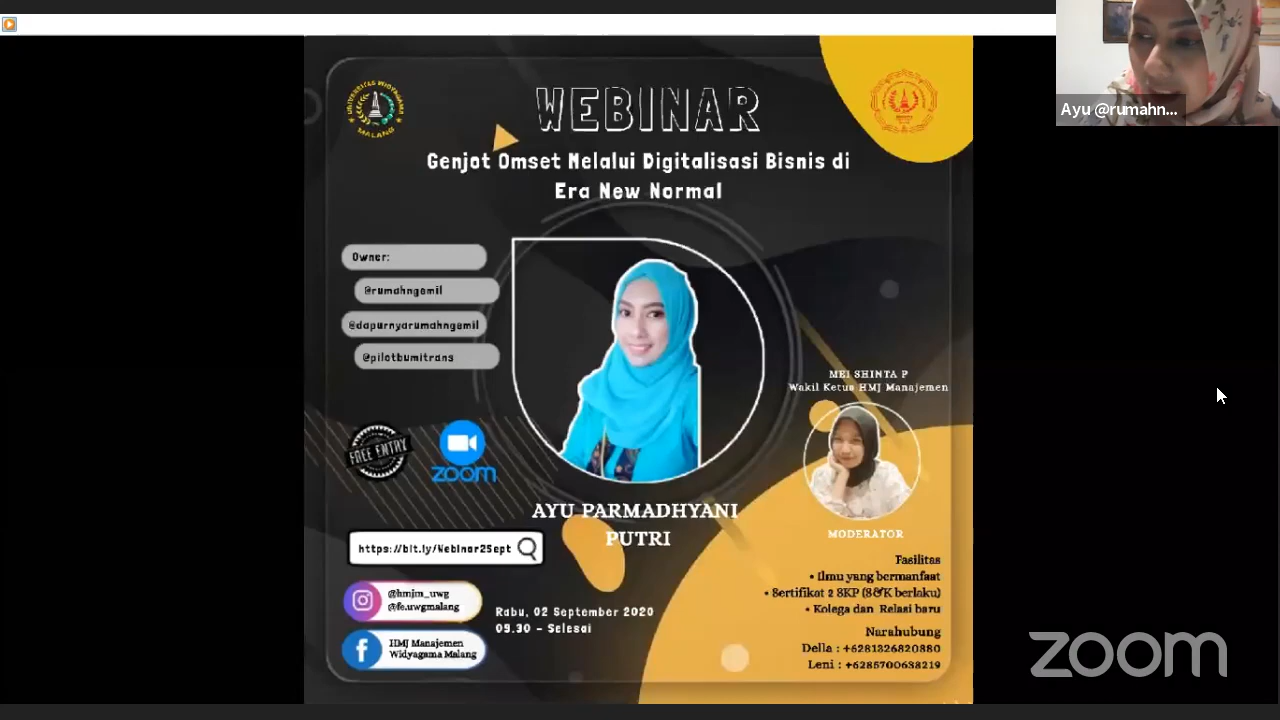 Ayu @rumahn...
UNIVERSITAS WIDYAGAMA
MALANG
WEBINAR
Genjot Omset Melalui Digitalisasi Bisnis di
Era New Normal
Owner:
@rumahngemil
@dapurnyarumahngemil
@pilotbumitrans
MEI SHINTA P
Wakil Ketua HMJ Manajemen
FREE ENTRY
zoom
AYU PARMADHYANI
PUTRI
MODERATOR
https://bit.ly/Webinar2Sept
Fasilitas
• Ilmu yang bermanfaat
• Sertifikat 2 SKP (S&K berlaku)
• Kolega dan Relasi baru
@hmjm_uwg
@fe.uwgmalang
Rabu, 02 September 2020
09.30 - Selesai
Narahubung
Della : +6281326820880
Leni : +6285700638219
HMJ Manajemen
Widyagama Malang
zoom